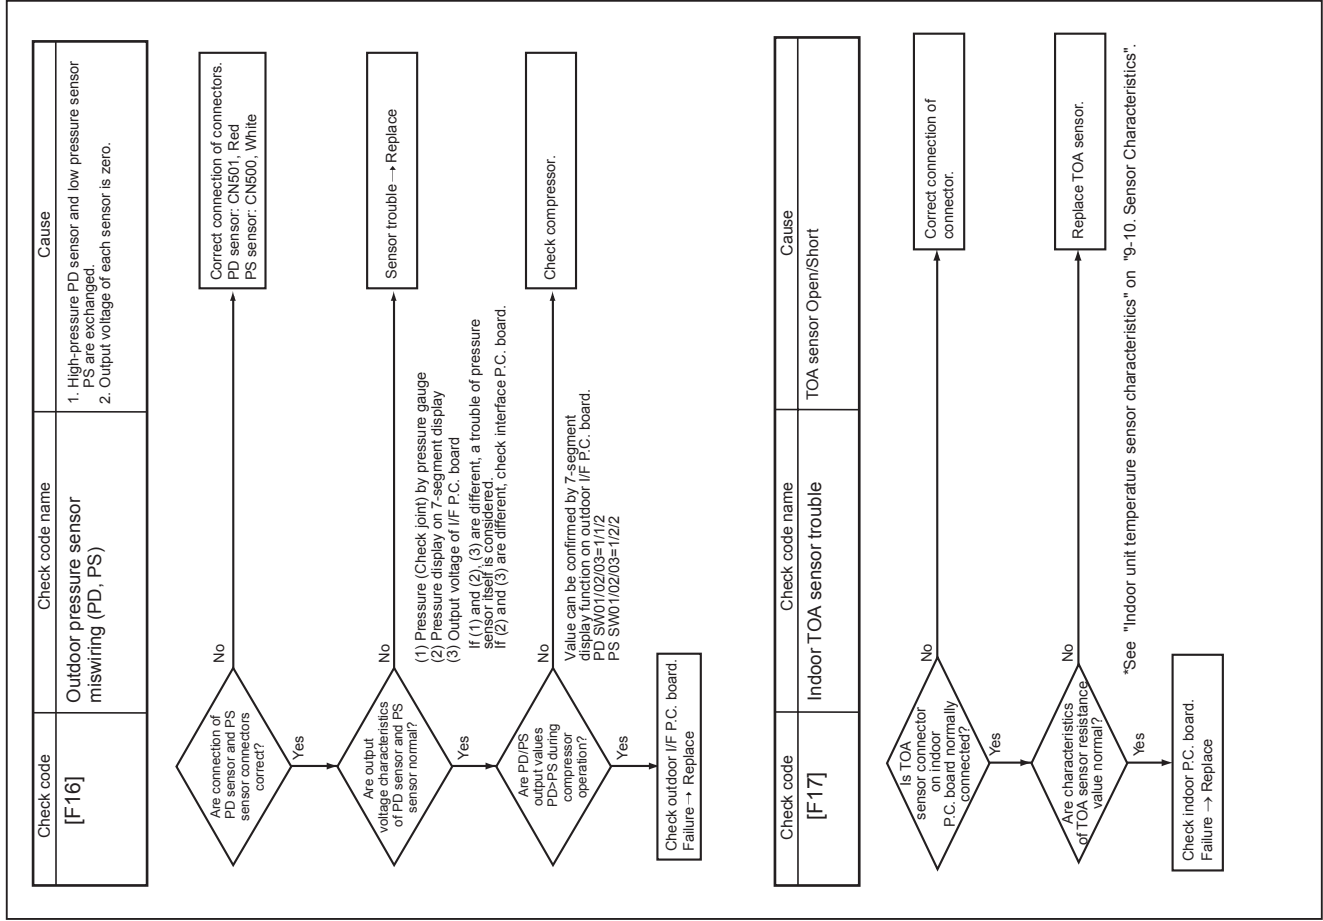 Check code
Check code name
Cause
[F16]
Outdoor pressure sensor
miswiring (PD, PS)
1. High-pressure PD sensor and low pressure sensor
PS are exchanged.
2. Output voltage of each sensor is zero.
Are connection of
PD sensor and PS
sensor connectors
correct?
No
Correct connection of connectors.
PD sensor: CN501, Red
PS sensor: CN500, White
Yes
Are output
voltage characteristics
of PD sensor and PS
sensor normal?
No
Sensor trouble → Replace
(1) Pressure (Check joint) by pressure gauge
(2) Pressure display on 7-segment display
(3) Output voltage of I/F P.C. board
If (1) and (2), (3) are different, a trouble of pressure
sensor itself is considered.
If (2) and (3) are different, check interface P.C. board.
Yes
Are PD/PS
output values
PD>PS during
compressor
operation?
No
Check compressor.
Value can be confirmed by 7-segment
display function on outdoor I/F P.C. board.
PD SW01/02/03=1/1/2
PS SW01/02/03=1/2/2
Yes
Check outdoor I/F P.C. board.
Failure → Replace
Check code
Check code name
Cause
[F17]
Indoor TOA sensor trouble
TOA sensor Open/Short
Is TOA
sensor connector
on indoor
P.C. board normally
connected?
No
Correct connection of
connector.
Yes
Are characteristics
of TOA sensor resistance
value normal?
No
Replace TOA sensor.
Yes
*See "Indoor unit temperature sensor characteristics" on "9-10. Sensor Characteristics".
Check indoor P.C. board.
Failure → Replace